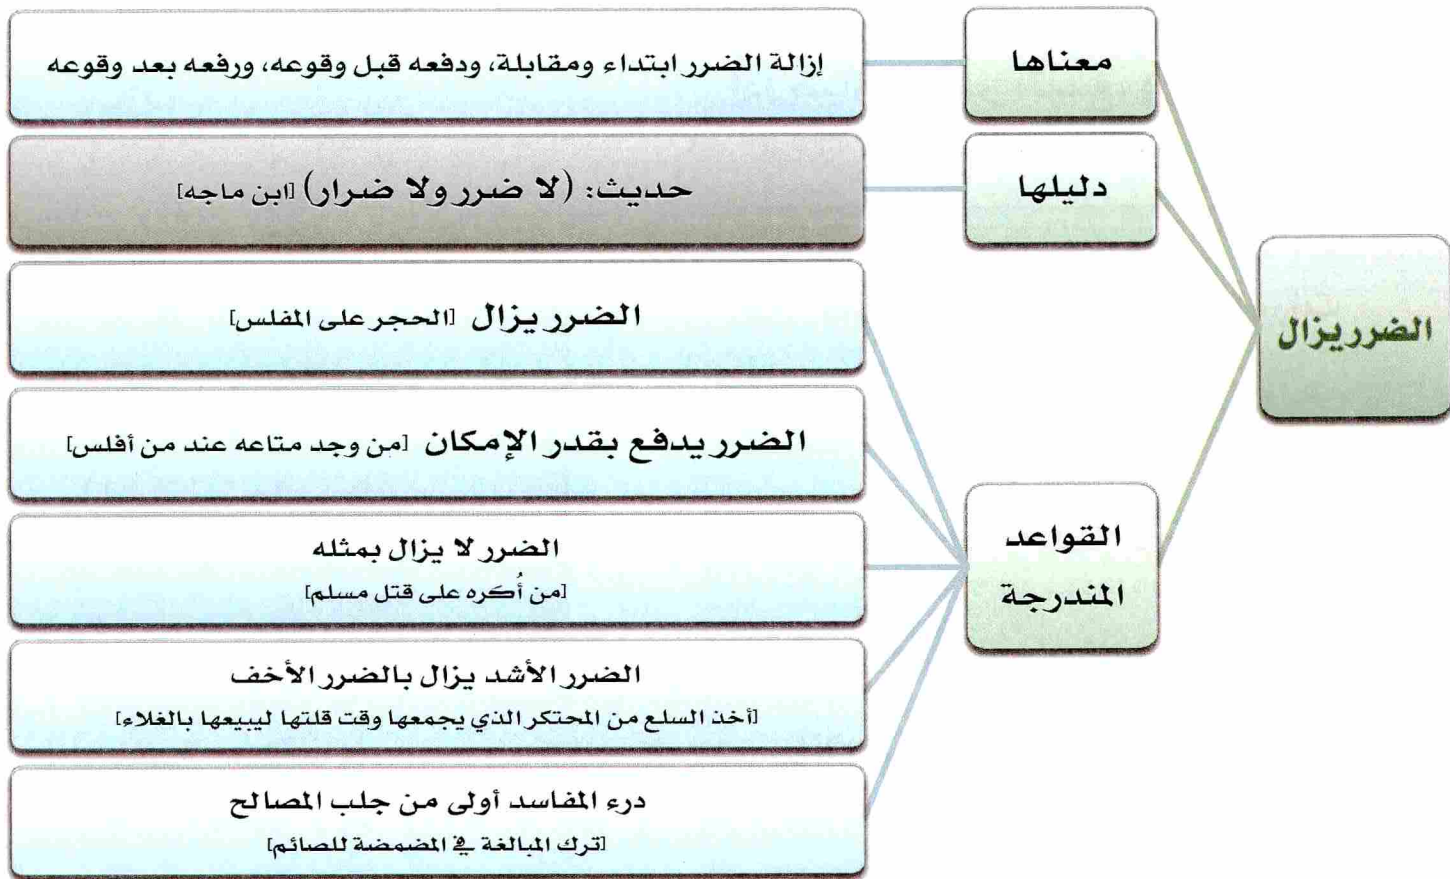 الضرر يزال
معناها
إزالة الضرر ابتداء ومقابلة، ودفعه قبل وقوعه، ورفعه بعد وقوعه
دليلها
حديث: (لا ضرر ولا ضرار) [ابن ماجه]
القواعد
المندرجة
الضرر يزال [الحجر على المفلس]
الضرر يدفع بقدر الإمكان [من وجد متاعه عند من أفلس]
الضرر لا يزال بمثله
[من أُكره على قتل مسلم]
الضرر الأشد يزال بالضرر الأخف
[أخذ السلع من المحتكر الذي يجمعها وقت قلتها ليبيعها بالغلاء]
درء المفاسد أولى من جلب المصالح
[ترك المبالغة في المضمضة للصائم]